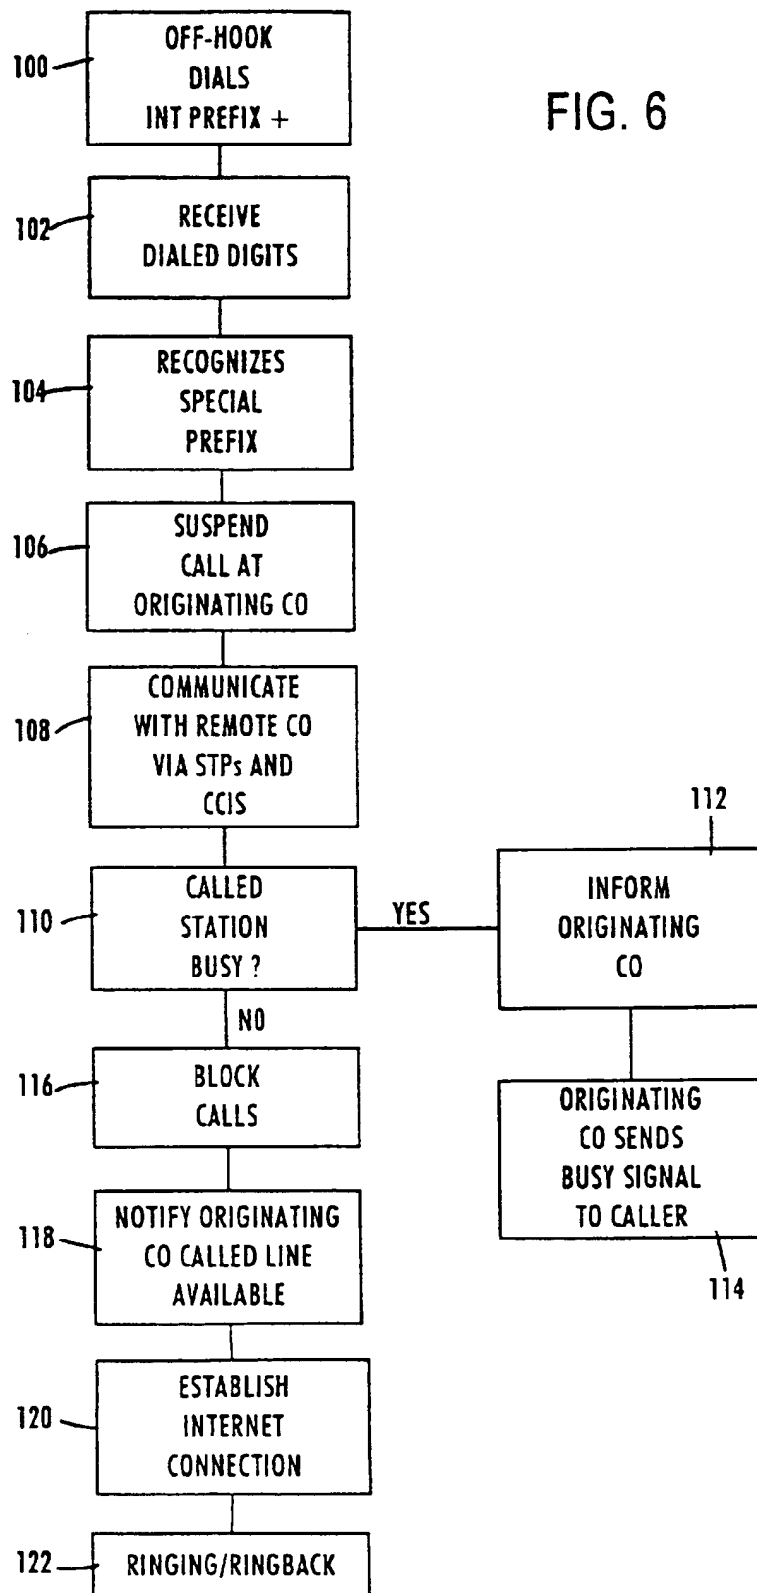 FIG. 6
100
OFF-HOOK
DIALS
INT PREFIX +
102
RECEIVE
DIALED DIGITS
104
RECOGNIZES
SPECIAL
PREFIX
106
SUSPEND
CALL AT
ORIGINATING CO
108
COMMUNICATE
WITH REMOTE CO
VIA STPs AND
CCIS
110
CALLED
STATION
BUSY ?
YES
NO
112
INFORM
ORIGINATING
CO
ORIGINATING
CO SENDS
BUSY SIGNAL
TO CALLER
114
116
BLOCK
CALLS
118
NOTIFY ORIGINATING
CO CALLED LINE
AVAILABLE
120
ESTABLISH
INTERNET
CONNECTION
122
RINGING/RINGBACK